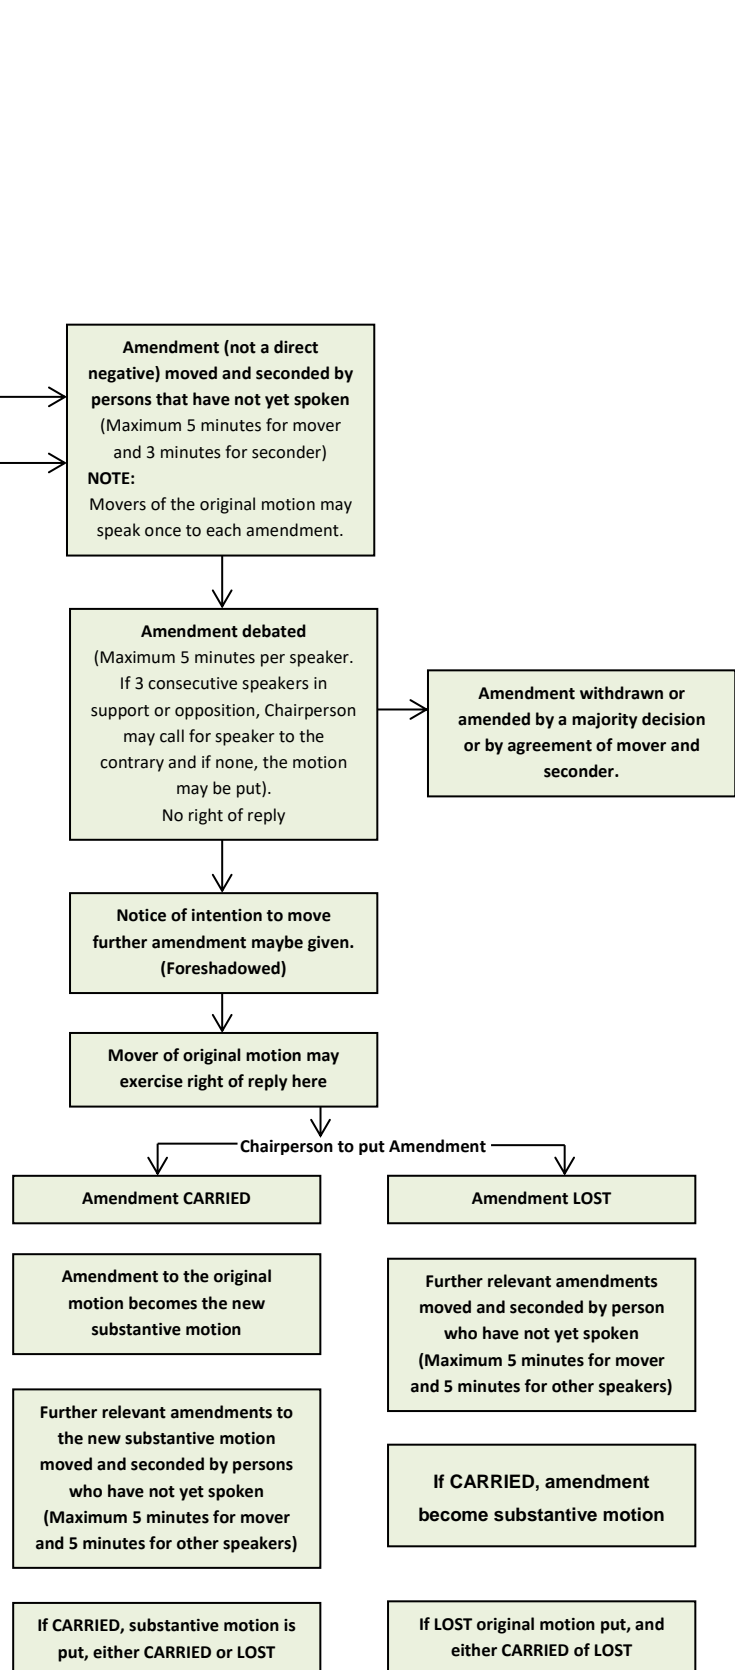 Amendment (not a direct
negative) moved and seconded by
persons that have not yet spoken
(Maximum 5 minutes for mover
and 3 minutes for seconder)
NOTE:
Movers of the original motion may
speak once to each amendment.
Amendment debated
(Maximum 5 minutes per speaker.
If 3 consecutive speakers in
support or opposition, Chairperson
may call for speaker to the
contrary and if none, the motion
may be put).
No right of reply
Amendment withdrawn or
amended by a majority decision
or by agreement of mover and
seconder.
Notice of intention to move
further amendment maybe given.
(Foreshadowed)
Mover of original motion may
exercise right of reply here
Chairperson to put Amendment
Amendment CARRIED
Amendment to the original
motion becomes the new
substantive motion
Further relevant amendments to
the new substantive motion
moved and seconded by persons
who have not yet spoken
(Maximum 5 minutes for mover
and 5 minutes for other speakers)
If CARRIED, substantive motion is
put, either CARRIED or LOST
Amendment LOST
Further relevant amendments
moved and seconded by person
who have not yet spoken
(Maximum 5 minutes for mover
and 5 minutes for other speakers)
If CARRIED, amendment
become substantive motion
If LOST original motion put, and
either CARRIED of LOST